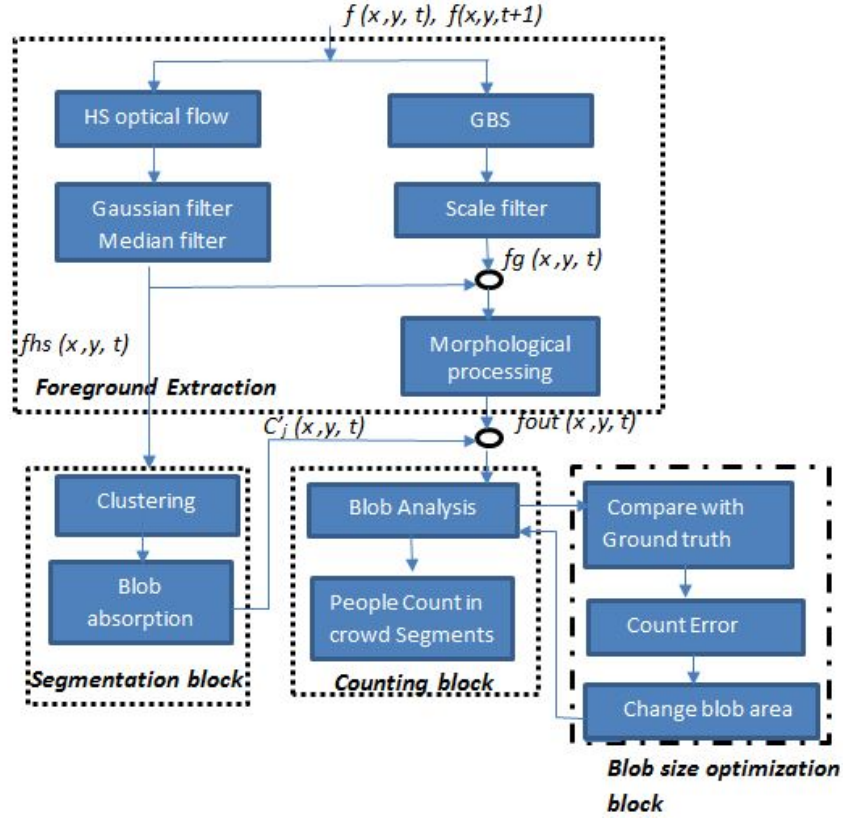 f (x ,y, t), f(x,y,t+1)
HS optical flow
GBS
Gaussian filter
Median filter
Scale filter
fg (x ,y, t)
fhs (x ,y, t)
Morphological
processing
Foreground Extraction
C'j (x ,y, t)
fout (x ,y, t)
Clustering
Blob
absorption
Segmentation block
Blob Analysis
People Count in
crowd Segments
Counting block
Compare with
Ground truth
Count Error
Change blob area
Blob size optimization
block